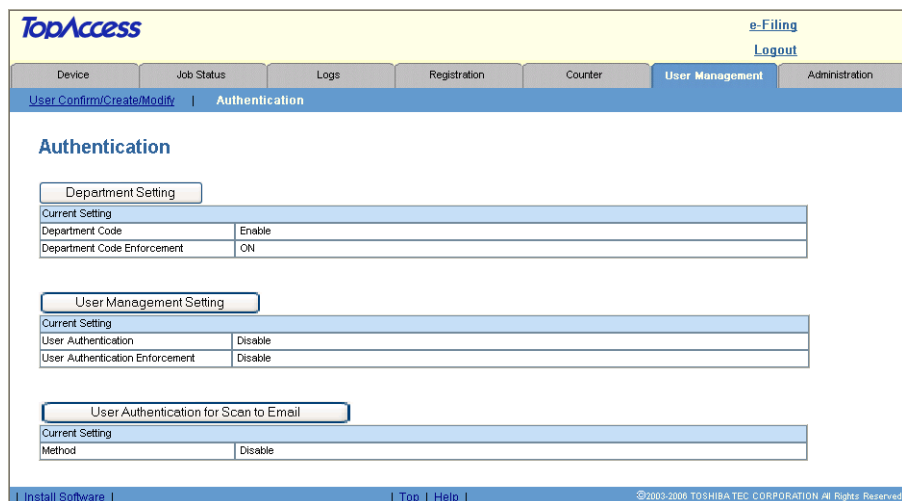 TopAccess
e-Filing
Logout
Device Job Status Logs Registration Counter User Management Administration
User Confirm/Create/Modify | Authentication
Authentication
Department Setting
Current Setting
Department Code Enable
Department Code Enforcement ON
User Management Setting
Current Setting
User Authentication Disable
User Authentication Enforcement Disable
User Authentication for Scan to Email
Current Setting
Method Disable
| Install Software | | Top | Help | ©2003-2006 TOSHIBA TEC CORPORATION All Rights Reserved